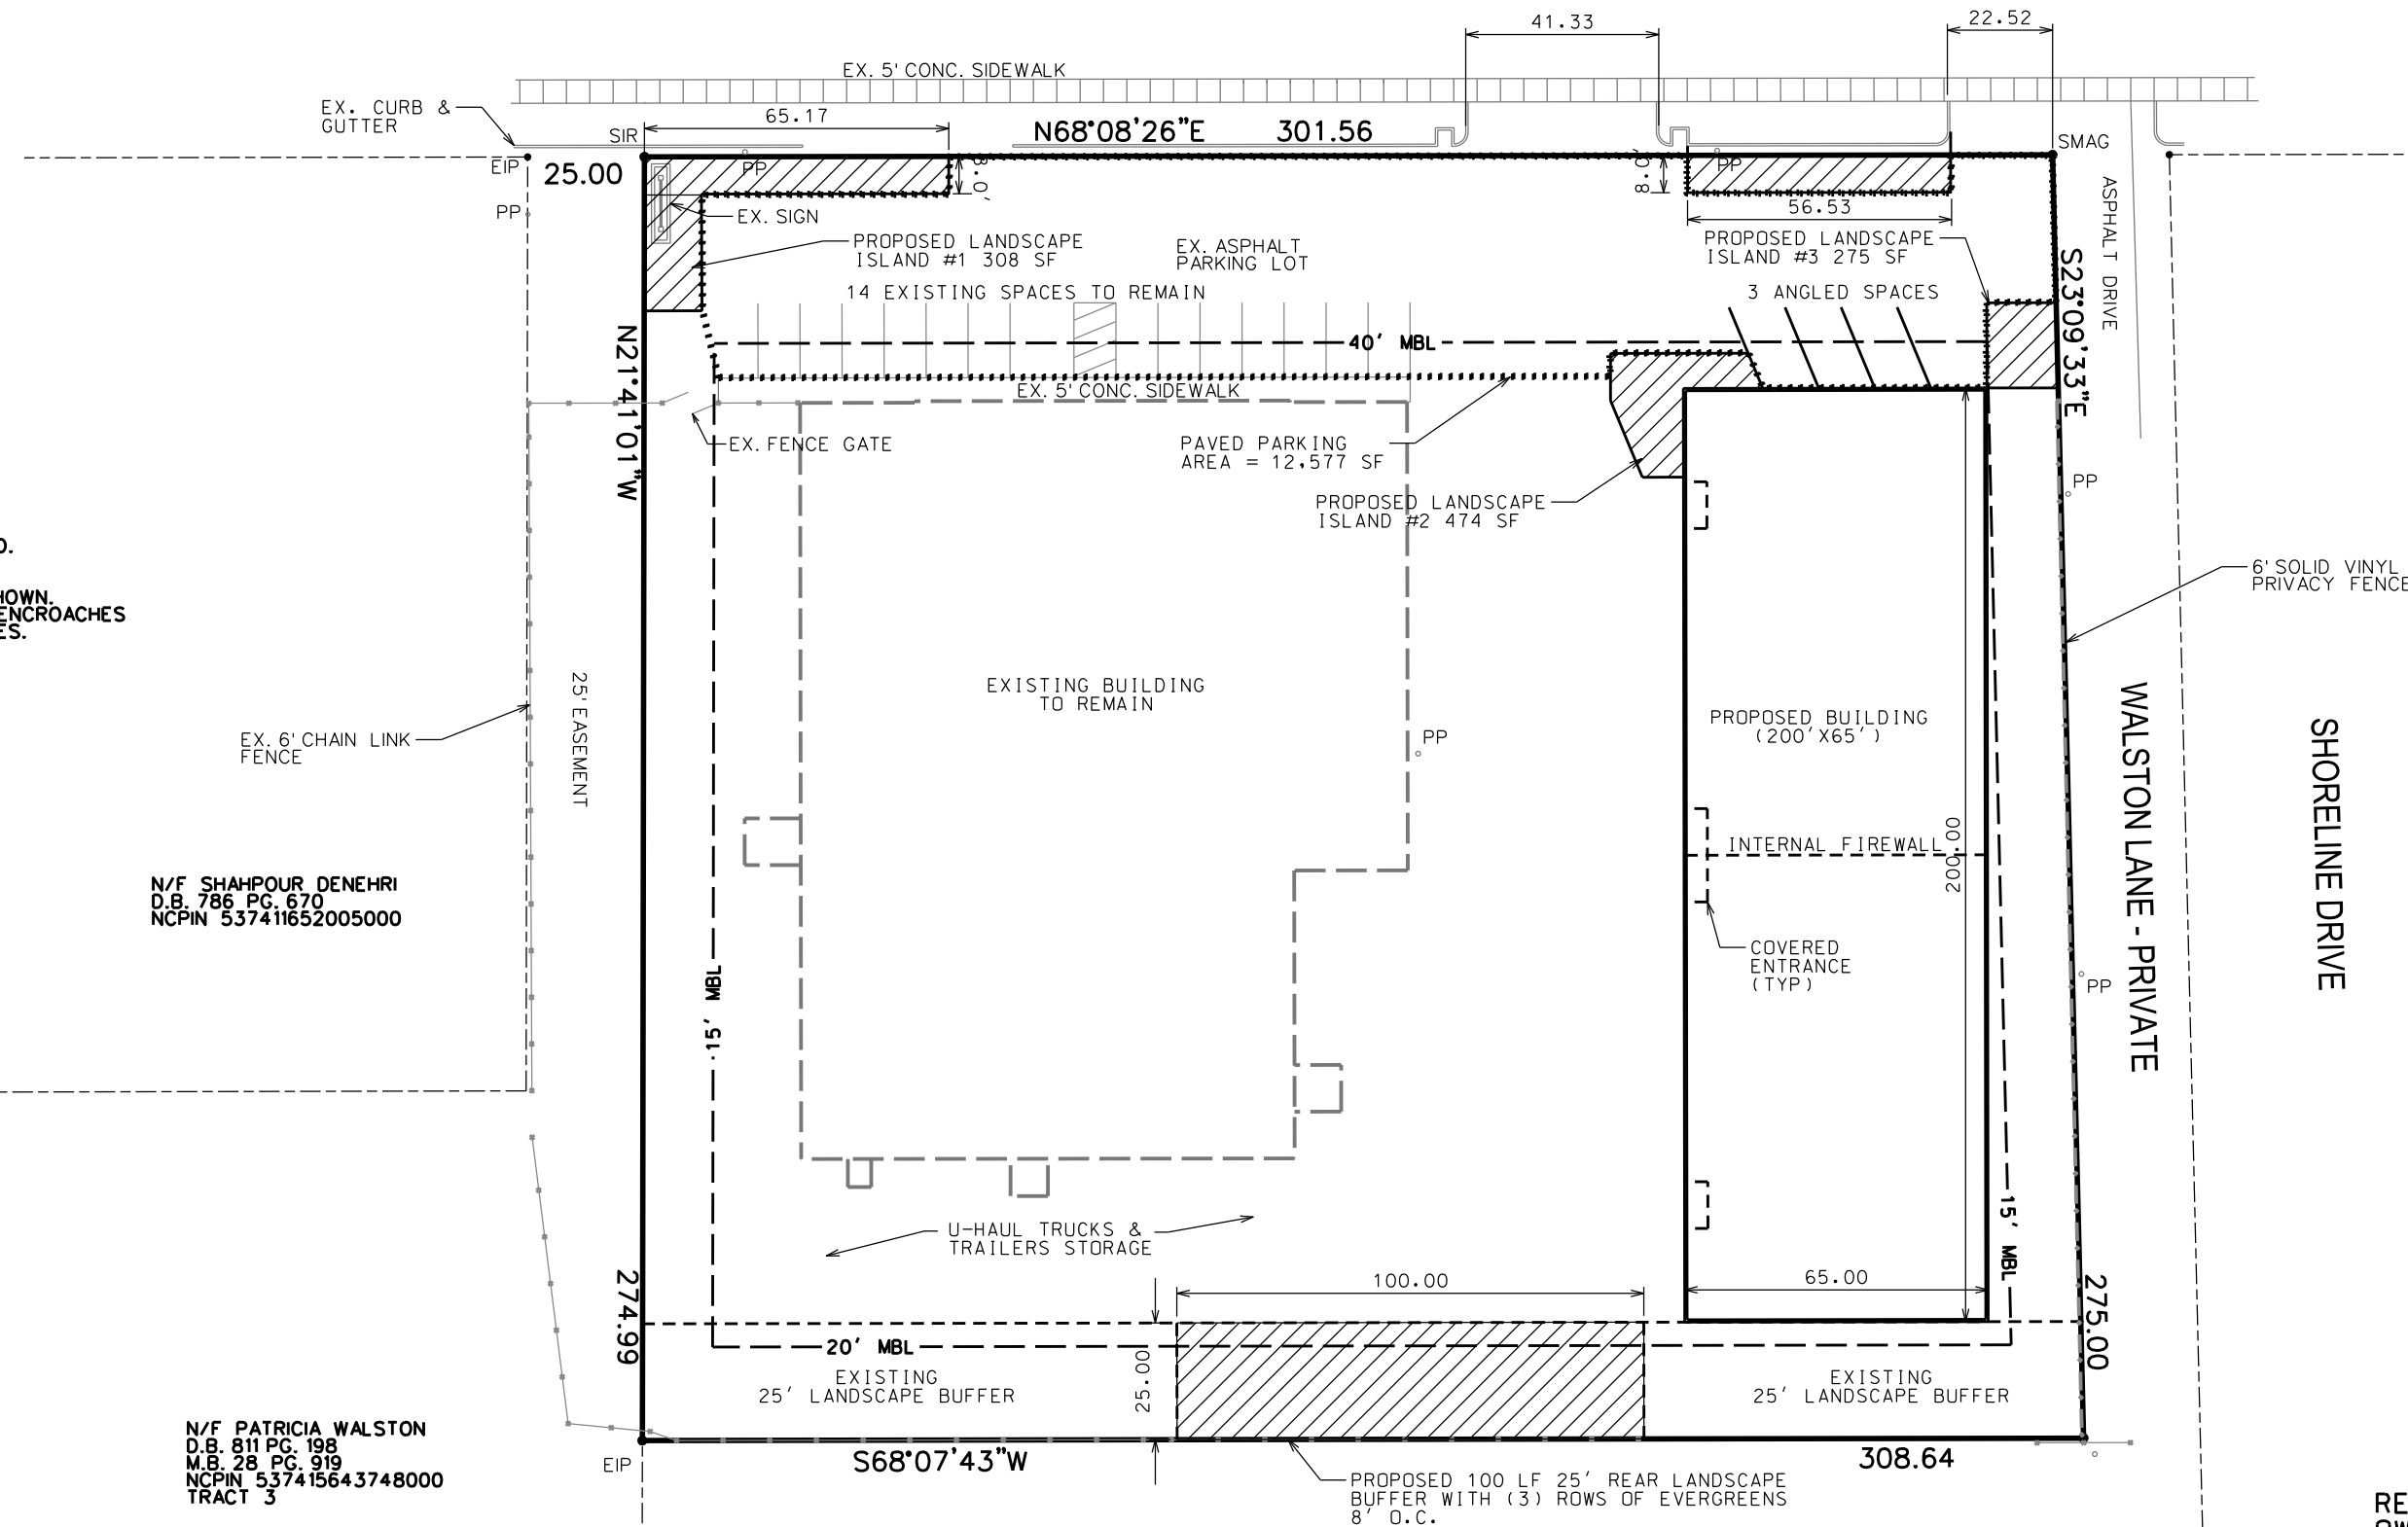 41.33
22.52
EX. 5' CONC. SIDEWALK
EX. CURB &
GUTTER
SIR
65.17
N68°08'26"E 301.56
SMAG
EIP
25.00
PP
PP
8.0'
8.0'
PP
PP
EX. SIGN
56.53
ASPHALT DRIVE
PROPOSED LANDSCAPE
ISLAND #1 308 SF
EX. ASPHALT
PARKING LOT
PROPOSED LANDSCAPE
ISLAND #3 275 SF
S23°09'33"E
14 EXISTING SPACES TO REMAIN
3 ANGLED SPACES
N21°41'01"W
40' MBL
EX. 5' CONC. SIDEWALK
EX. FENCE GATE
PAVED PARKING
AREA = 12,577 SF
PROPOSED LANDSCAPE
ISLAND #2 474 SF
PP
HOWN.
ENCROACHES
ES.
6' SOLID VINYL
PRIVACY FENCE
25' EASEMENT
EXISTING BUILDING
TO REMAIN
PROPOSED BUILDING
(200'X65')
PP
EX. 6' CHAIN LINK
FENCE
WALSTON LANE - PRIVATE
SHORELINE DRIVE
INTERNAL FIREWALL
200.00
N/F SHAHPOUR DENEHRI
D.B. 786 PG. 670
NCPIN 537411652005000
COVERED
ENTRANCE
(TYP)
PP
15' MBL
15' MBL
U-HAUL TRUCKS &
TRAILERS STORAGE
100.00
65.00
274.99
275.00
20' MBL
25.00
EXISTING
25' LANDSCAPE BUFFER
EXISTING
25' LANDSCAPE BUFFER
N/F PATRICIA WALSTON
D.B. 811 PG. 198
M.B. 28 PG. 919
NCPIN 537415643748000
TRACT 3
EIP
S68°07'43"W
308.64
PROPOSED 100 LF 25' REAR LANDSCAPE
BUFFER WITH (3) ROWS OF EVERGREENS
8' O.C.
RE